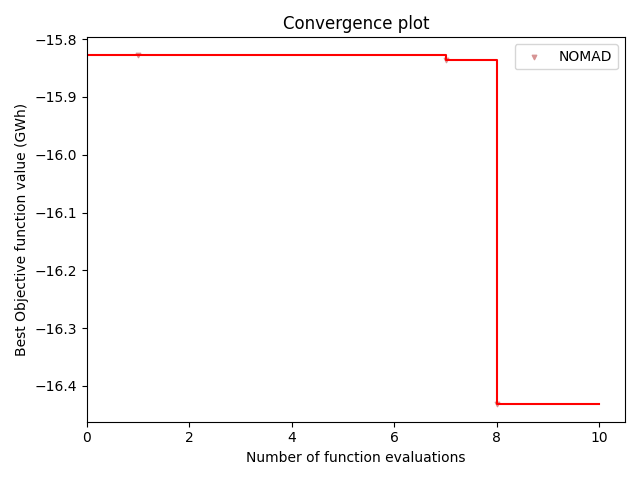 Convergence plot
−15.8
−15.9
−16.0
−16.1
−16.2
−16.3
−16.4
Best Objective function value (GWh)
NOMAD
0 2 4 6 8 10
Number of function evaluations